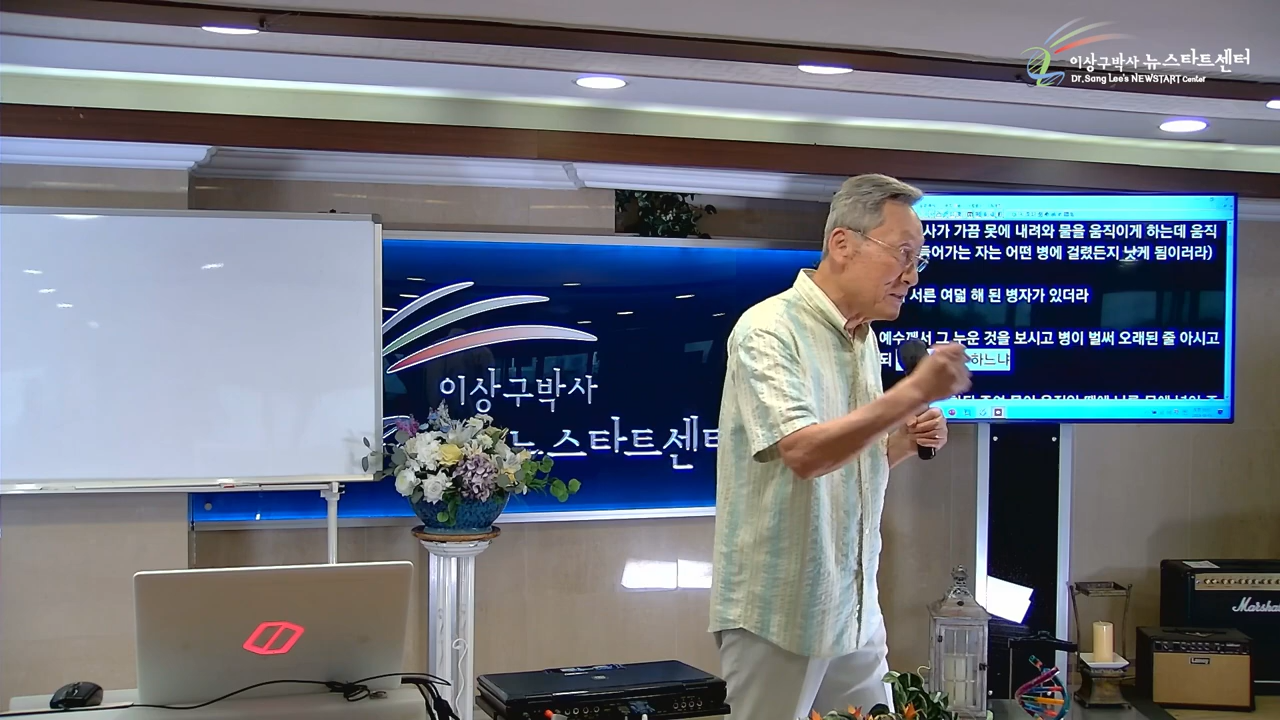 이상구박사 뉴스타트센터
Dr. Sang Lee's NEWSTART Center
가 가끔 못에 내려와 물을 움직이게 하는데 움직
들어가는 자는 어떤 병에 걸렸든지 낫게 됨이러라)
서른 여덟 해 된 병자가 있더라
예수께서 그 누운 것을 보시고 병이 벌써 오래된 줄 아시고
되 하느냐
이상구박사
뉴스타트센터
Marsha
Laney